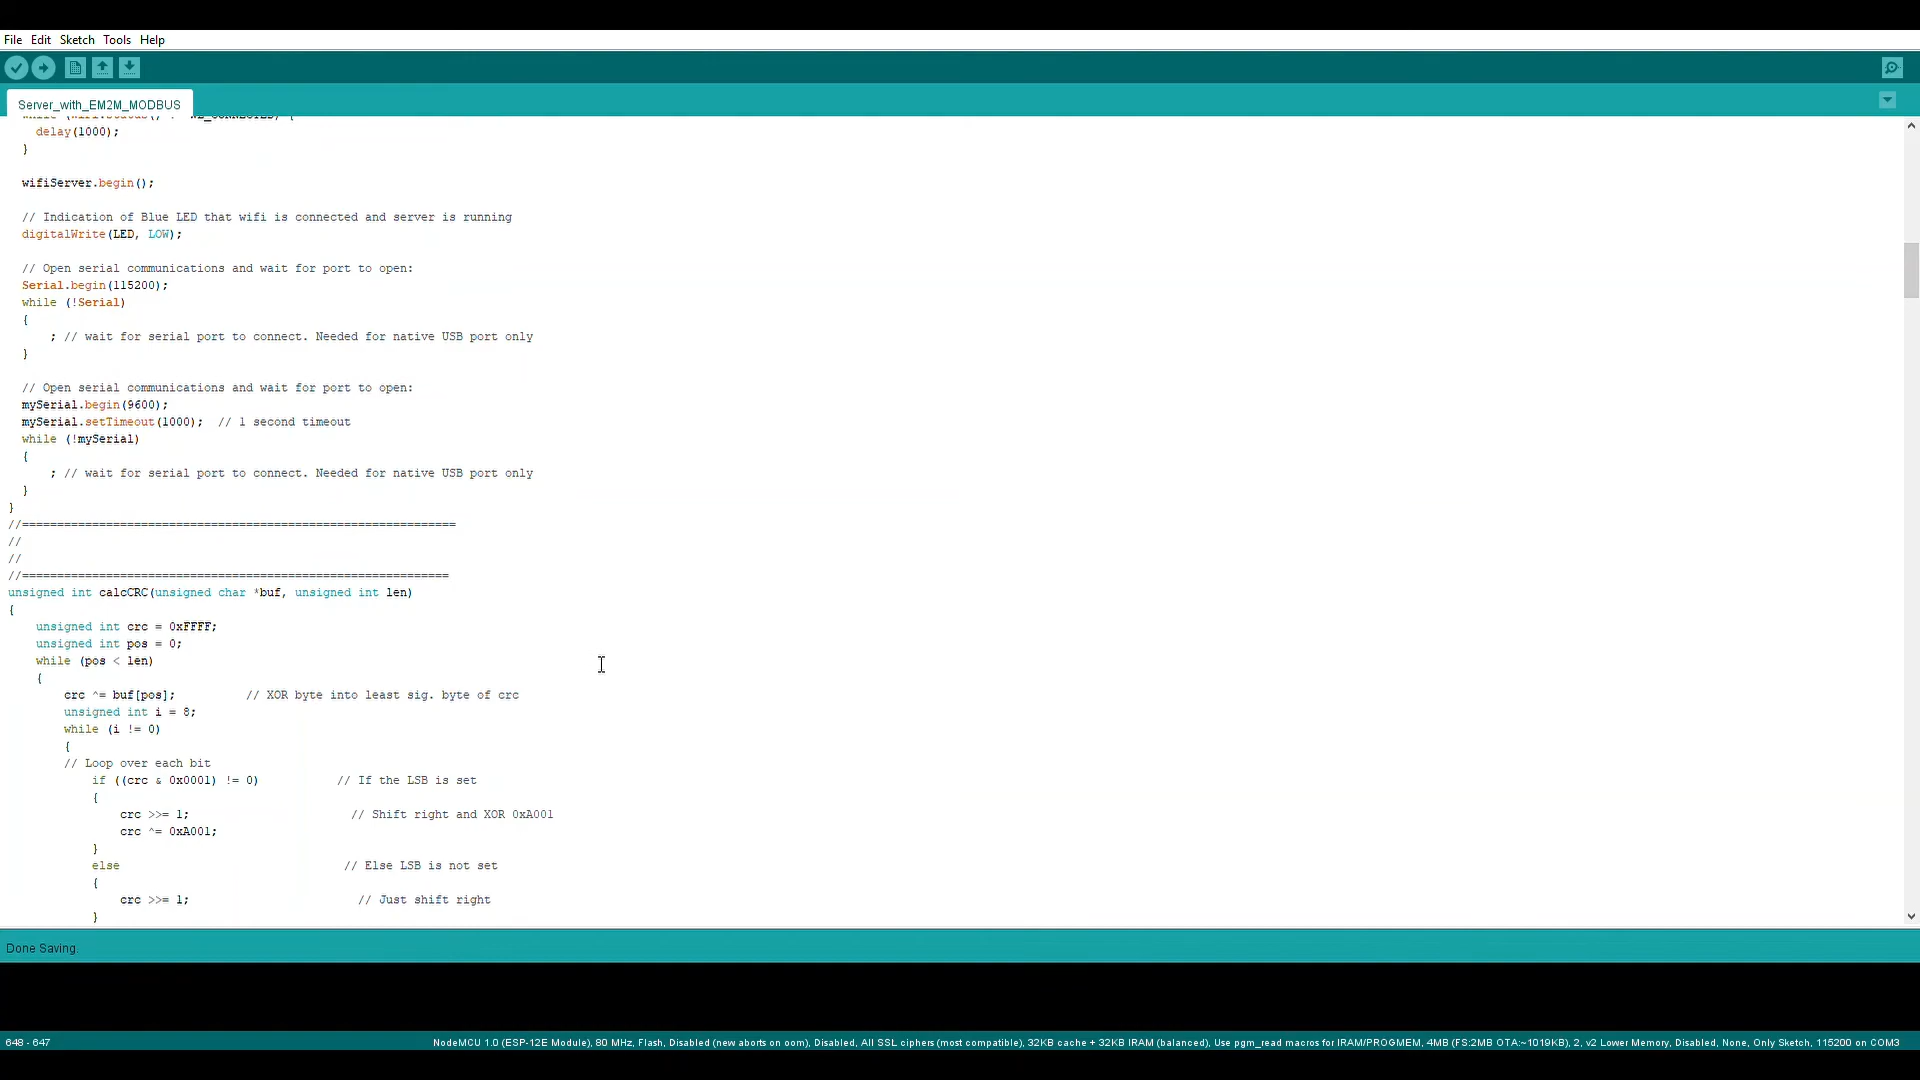 File Edit Sketch Tools Help
Server_with_EM2M_MODBUS
delay(1000);
}
wifiServer.begin();
// Indication of Blue LED that wifi is connected and server is running
digitalWrite(LED, LOW);
// Open serial communications and wait for port to open:
Serial.begin(115200);
while (!Serial)
{
; // wait for serial port to connect. Needed for native USB port only
}
// Open serial communications and wait for port to open:
mySerial.begin(9600);
mySerial.setTimeout(1000);  // 1 second timeout
while (!mySerial)
{
; // wait for serial port to connect. Needed for native USB port only
}
}
//==============================================================
//
//
//=============================================================
unsigned int calcCRC(unsigned char *buf, unsigned int len)
{
unsigned int crc = 0xFFFF;
unsigned int pos = 0;
while (pos < len)
{
crc ^= buf[pos];          // XOR byte into least sig. byte of crc
unsigned int i = 8;
while (i != 0)
{
// Loop over each bit
if ((crc & 0x0001) != 0)           // If the LSB is set
{
crc >>= 1;                       // Shift right and XOR 0xA001
crc ^= 0xA001;
}
else                                // Else LSB is not set
{
crc >>= 1;                        // Just shift right
}
Done Saving.
648 - 647 NodeMCU 1.0 (ESP-12E Module), 80 MHz, Flash, Disabled (new aborts on oom), Disabled, All SSL ciphers (most compatible), 32KB cache + 32KB IRAM (balanced), Use pgm_read macros for IRAM/PROGMEM, 4MB (FS:2MB OTA:~1019KB), 2, v2 Lower Memory, Disabled, None, Only Sketch, 115200 on COM3